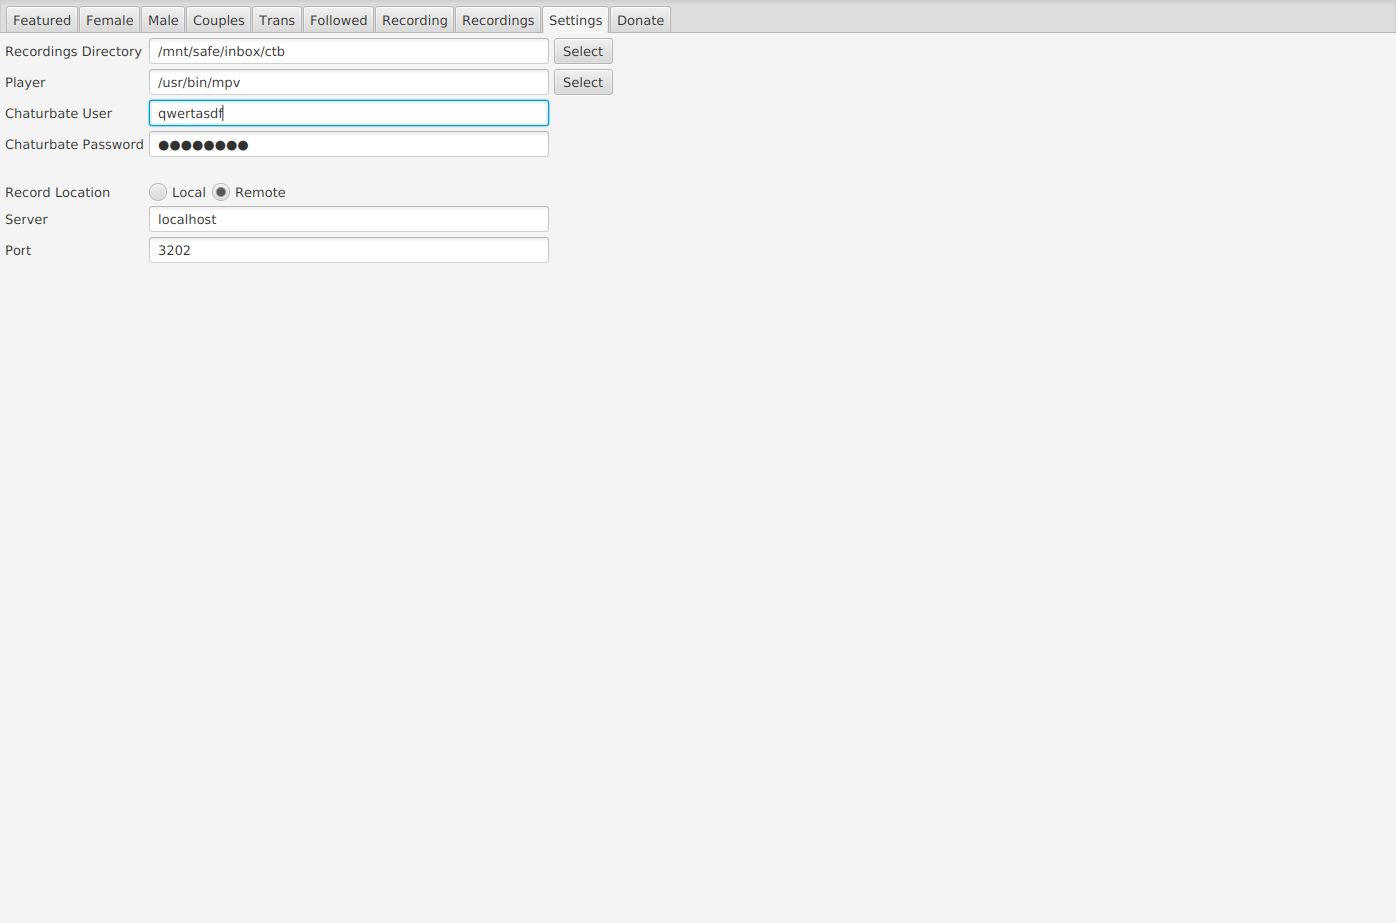 Featured Female Male Couples Trans Followed Recording Recordings Settings Donate
Recordings Directory /mnt/safe/inbox/ctb Select
Player /usr/bin/mpv Select
Chaturbate User qwertasdf
Chaturbate Password ●●●●●●●●
Record Location Local Remote
Server localhost
Port 3202